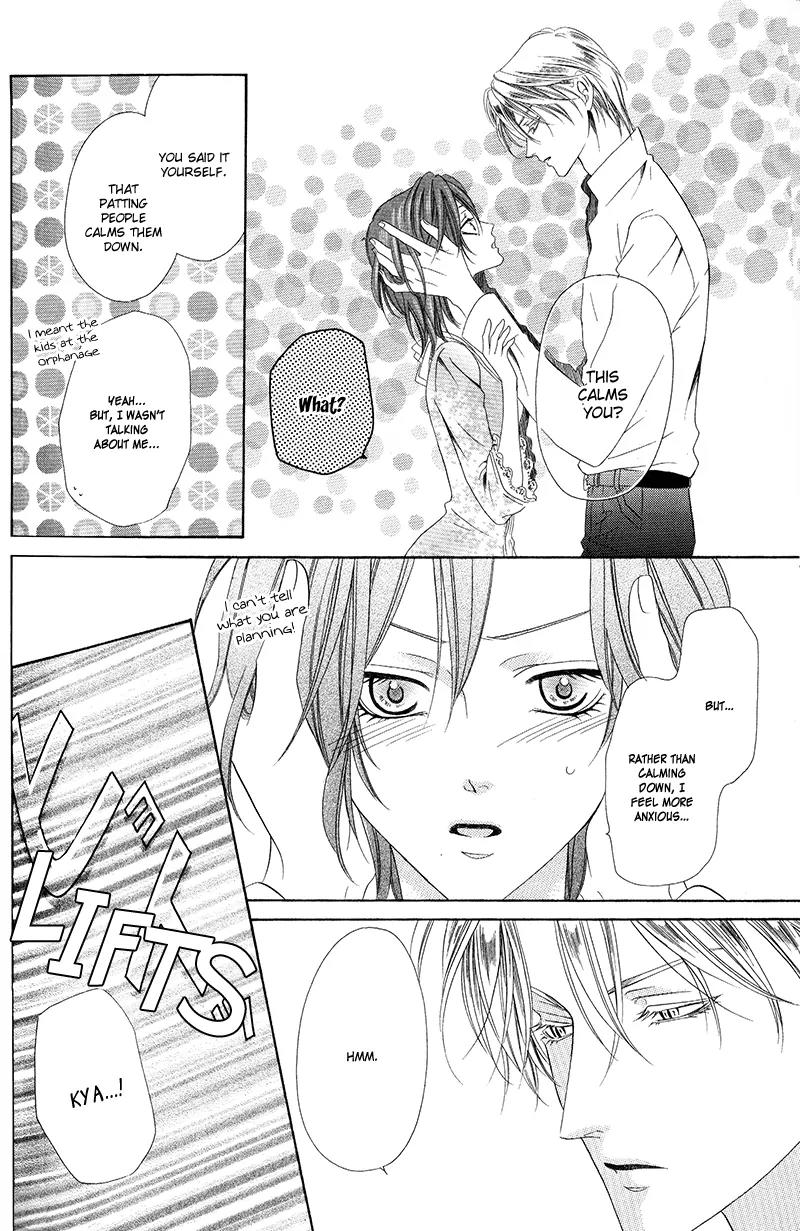 THIS
CALMS
YOU?
What?
YOU SAID IT
YOURSELF.
THAT
PATTING
PEOPLE
CALMS THEM
DOWN.
I meant the
kids at the
orphanage
YEAH...
BUT, I WASN'T
TALKING
ABOUT ME...
BUT...
RATHER THAN
CALMING
DOWN, I
FEEL MORE
ANXIOUS...
I can't tell
what you are
planning!
HMM.
LIFTS
KYA...!